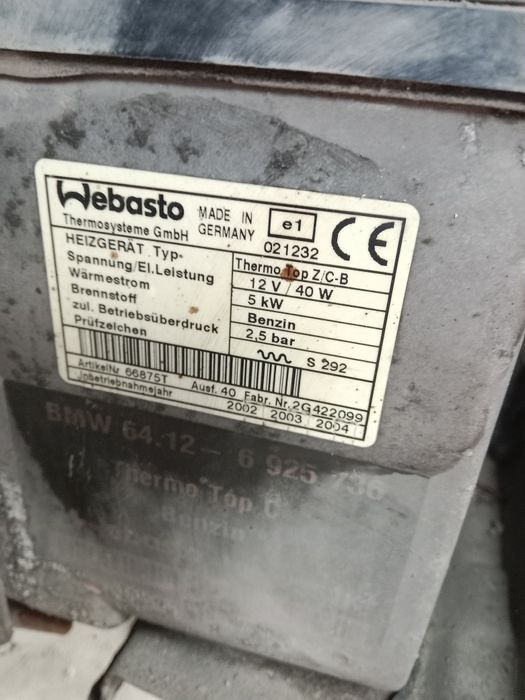 Webasto
Thermosysteme GmbH
MADE IN
GERMANY
e1
021232
CE
HEIZGERÄT Typ-
Thermo Top Z/C-B
Spannung/El.Leistung
12 V / 40 W
Wärmestrom
5 kW
Brennstoff
Benzin
zul. Betriebsüberdruck
2,5 bar
Prüfzeichen
S 292
ArtikelNr 66875T
Ausf. 40
Fabr. Nr. 2G422099
Inbetriebnahmejahr
2002 2003 2004
BMW 64.12 - 6 925 736
Thermo Top C
Benzin